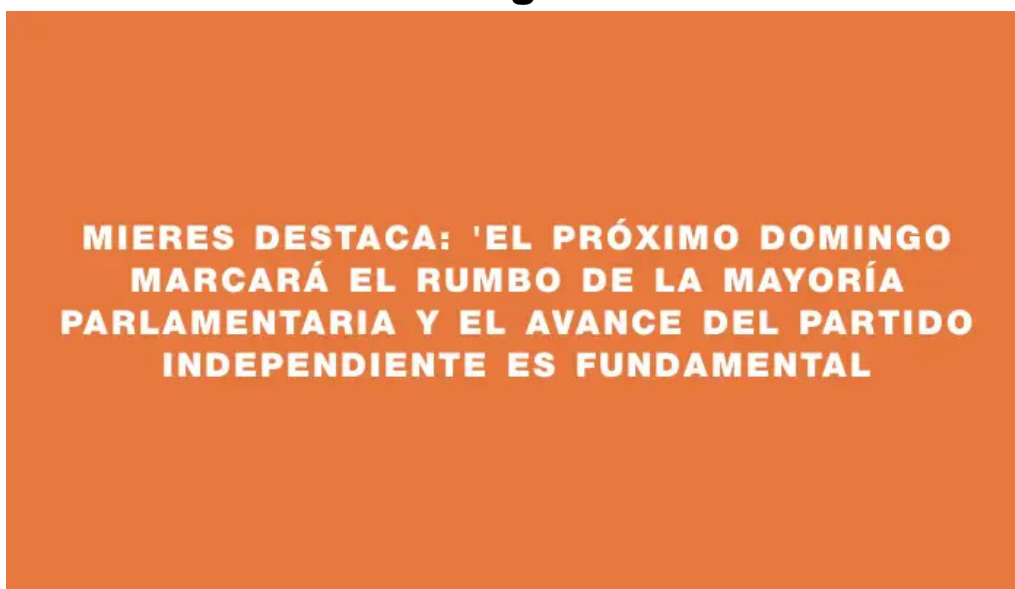 MIERES DESTACA: 'EL PRÓXIMO DOMINGO
MARCARÁ EL RUMBO DE LA MAYORÍA
PARLAMENTARIA Y EL AVANCE DEL PARTIDO
INDEPENDIENTE ES FUNDAMENTAL